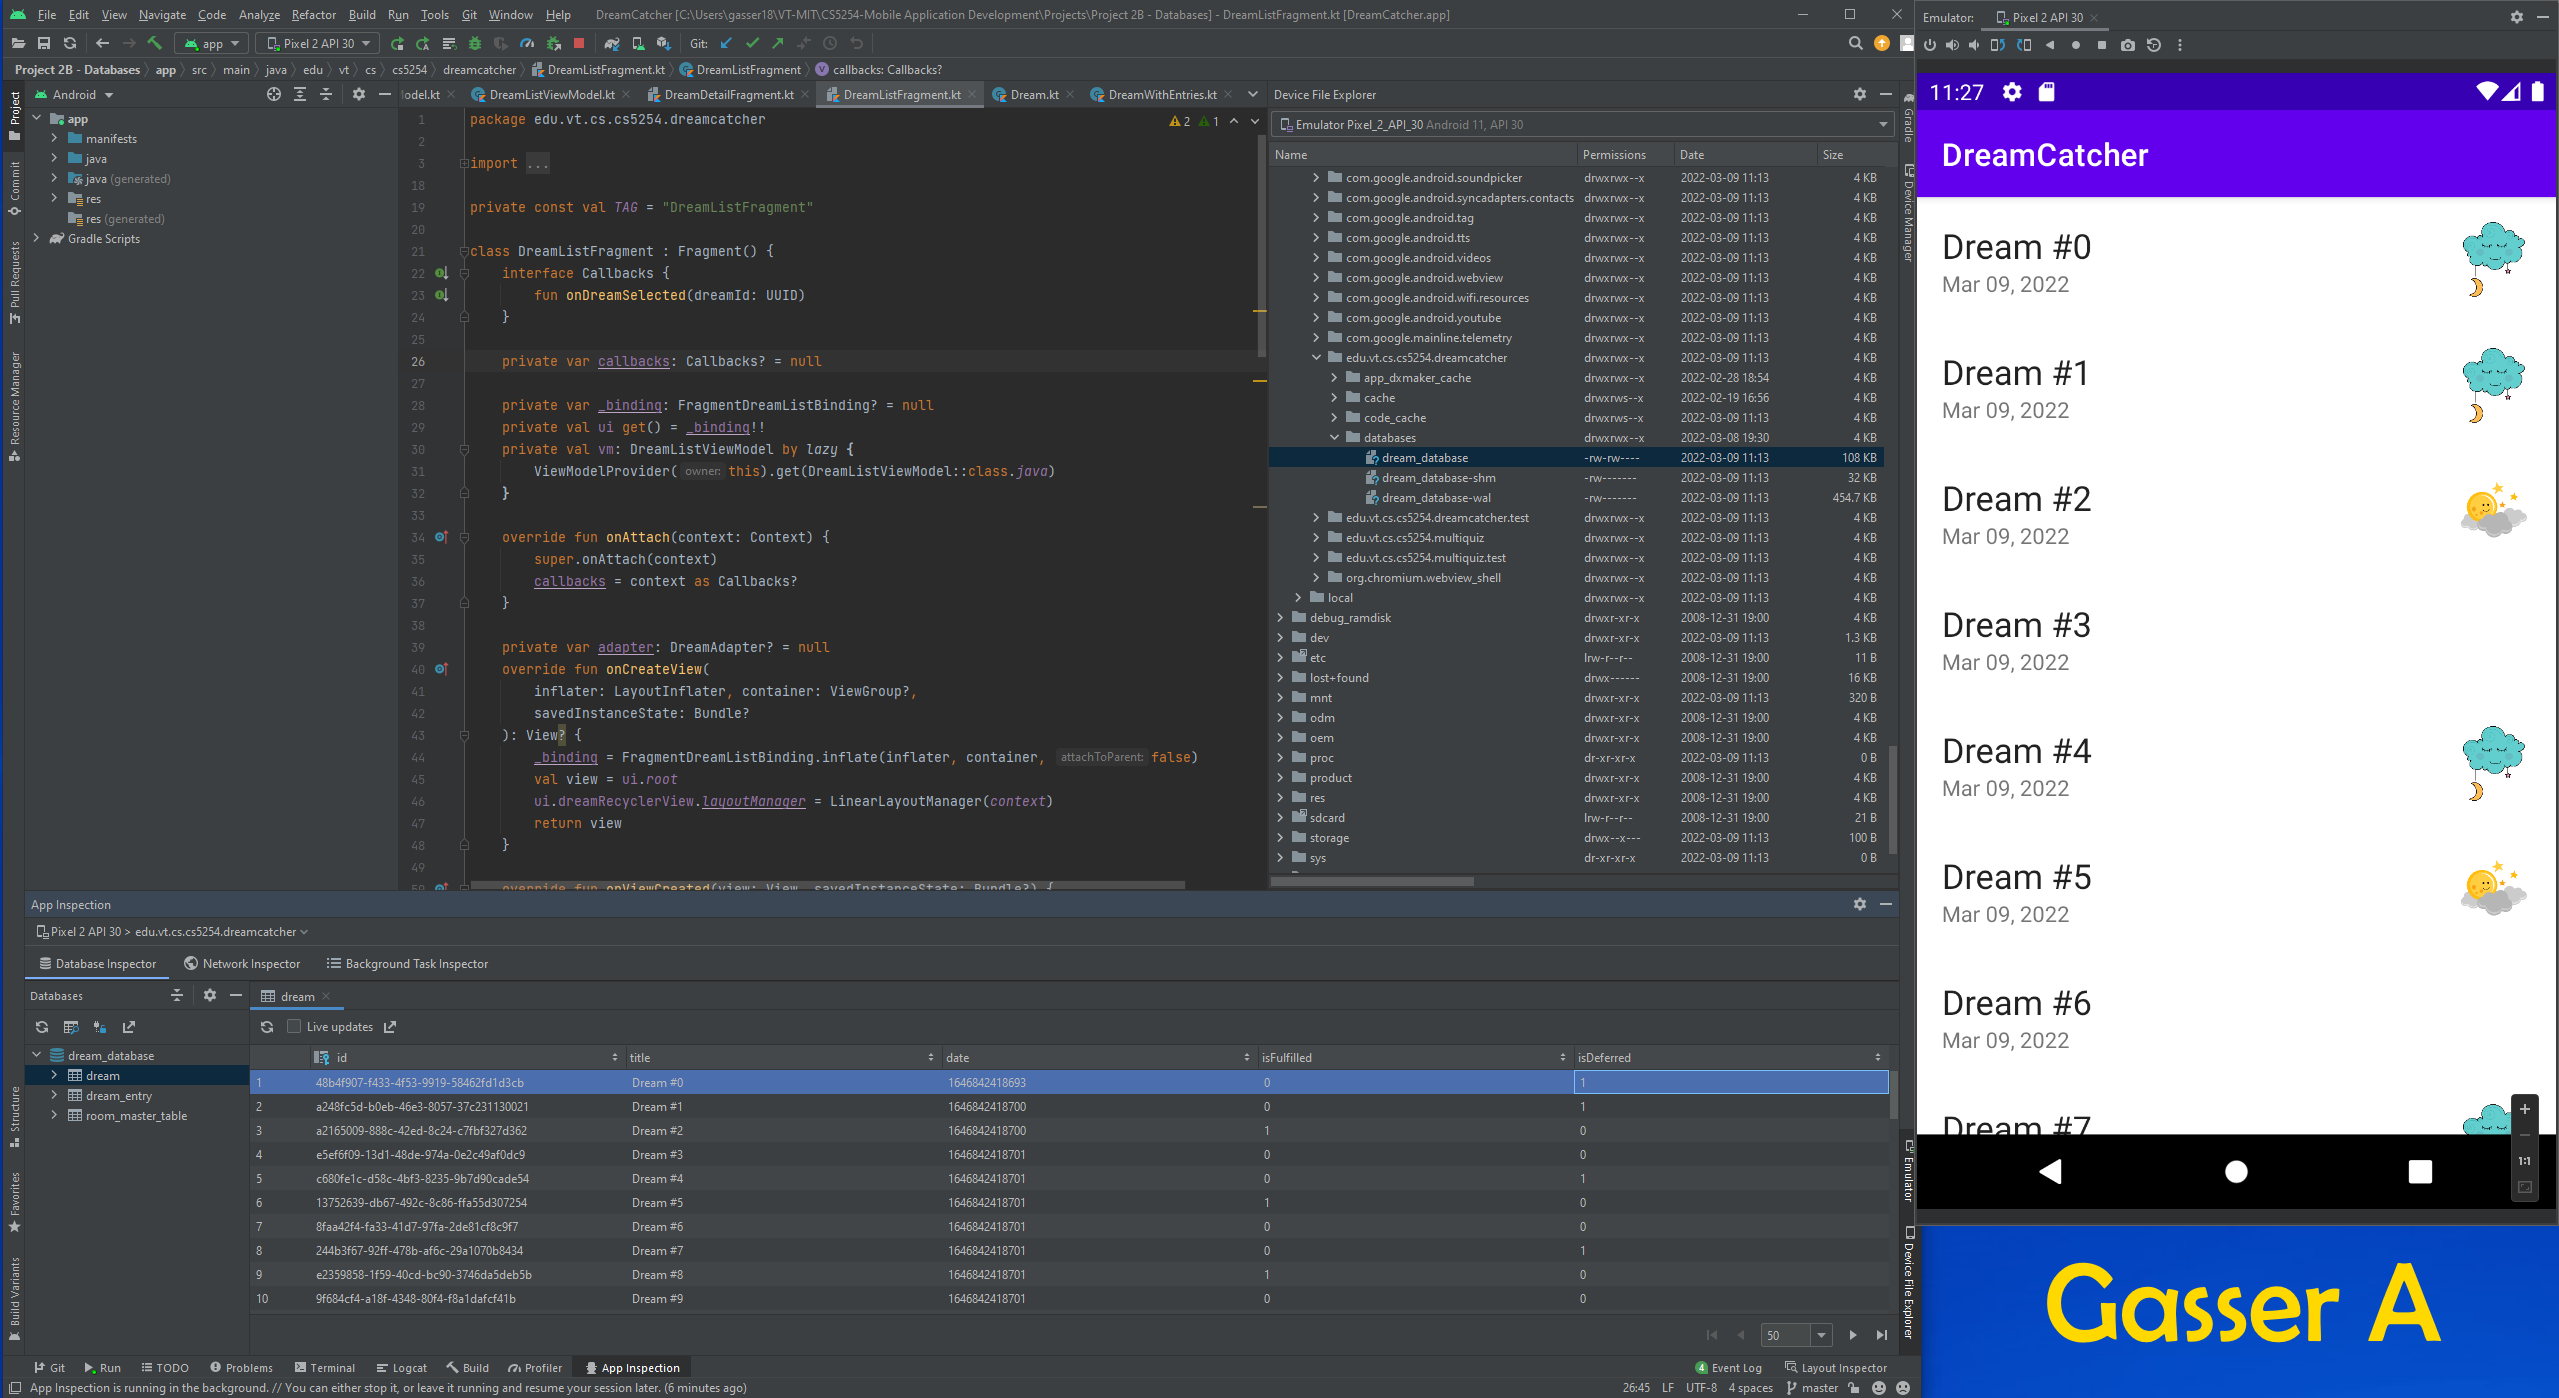 File Edit View Navigate Code Analyze Refactor Build Run Tools Git Window Help DreamCatcher [C:\Users\gasser18\VT-MIT\CS5254-Mobile Application Development\Projects\Project 2B - Databases] - DreamListFragment.kt [DreamCatcher.app]
app Pixel 2 API 30 Git:
Project 2B - Databases app src main java edu vt cs cs5254 dreamcatcher DreamListFragment.kt DreamListFragment callbacks: Callbacks?
Project
Commit
Pull Requests
Resource Manager
Structure
Favorites
Build Variants
Android
app
manifests
java
java (generated)
res
res (generated)
Gradle Scripts
odel.kt DreamListViewModel.kt DreamDetailFragment.kt DreamListFragment.kt Dream.kt DreamWithEntries.kt
2 1
1 package edu.vt.cs.cs5254.dreamcatcher
2
3 import ...
18
19 private const val TAG = "DreamListFragment"
20
21 class DreamListFragment : Fragment() {
22 interface Callbacks {
23 fun onDreamSelected(dreamId: UUID)
24 }
25
26 private var callbacks: Callbacks? = null
27
28 private var _binding: FragmentDreamListBinding? = null
29 private val ui get() = _binding!!
30 private val vm: DreamListViewModel by lazy {
31 ViewModelProvider( owner: this).get(DreamListViewModel::class.java)
32 }
33
34 override fun onAttach(context: Context) {
35 super.onAttach(context)
36 callbacks = context as Callbacks?
37 }
38
39 private var adapter: DreamAdapter? = null
40 override fun onCreateView(
41 inflater: LayoutInflater, container: ViewGroup?,
42 savedInstanceState: Bundle?
43 ): View? {
44 _binding = FragmentDreamListBinding.inflate(inflater, container, attachToParent: false)
45 val view = ui.root
46 ui.dreamRecyclerView.layoutManager = LinearLayoutManager(context)
47 return view
48 }
49
50 override fun onViewCreated(view: View, savedInstanceState: Bundle?) {
Device File Explorer
Emulator Pixel_2_API_30 Android 11, API 30
Name Permissions Date Size
com.google.android.soundpicker drwxrwx--x 2022-03-09 11:13 4 KB
com.google.android.syncadapters.contacts drwxrwx--x 2022-03-09 11:13 4 KB
com.google.android.tag drwxrwx--x 2022-03-09 11:13 4 KB
com.google.android.tts drwxrwx--x 2022-03-09 11:13 4 KB
com.google.android.videos drwxrwx--x 2022-03-09 11:13 4 KB
com.google.android.webview drwxrwx--x 2022-03-09 11:13 4 KB
com.google.android.wifi.resources drwxrwx--x 2022-03-09 11:13 4 KB
com.google.android.youtube drwxrwx--x 2022-03-09 11:13 4 KB
com.google.mainline.telemetry drwxrwx--x 2022-03-09 11:13 4 KB
edu.vt.cs.cs5254.dreamcatcher drwxrwx--x 2022-03-09 11:13 4 KB
app_dxmaker_cache drwxrwx--x 2022-02-28 18:54 4 KB
cache drwxrws--x 2022-02-19 16:56 4 KB
code_cache drwxrws--x 2022-03-09 11:13 4 KB
databases drwxrwx--x 2022-03-08 19:30 4 KB
dream_database -rw-rw---- 2022-03-09 11:13 108 KB
dream_database-shm -rw------- 2022-03-09 11:13 32 KB
dream_database-wal -rw------- 2022-03-09 11:13 454.7 KB
edu.vt.cs.cs5254.dreamcatcher.test drwxrwx--x 2022-03-09 11:13 4 KB
edu.vt.cs.cs5254.multiquiz drwxrwx--x 2022-03-09 11:13 4 KB
edu.vt.cs.cs5254.multiquiz.test drwxrwx--x 2022-03-09 11:13 4 KB
org.chromium.webview_shell drwxrwx--x 2022-03-09 11:13 4 KB
local drwxrwx--x 2022-03-09 11:13 4 KB
debug_ramdisk drwxr-xr-x 2008-12-31 19:00 4 KB
dev drwxr-xr-x 2022-03-09 11:13 1.3 KB
etc lrw-r--r-- 2008-12-31 19:00 11 B
lost+found drwx------ 2008-12-31 19:00 16 KB
mnt drwxr-xr-x 2022-03-09 11:13 320 B
odm drwxr-xr-x 2008-12-31 19:00 4 KB
oem drwxr-xr-x 2008-12-31 19:00 4 KB
proc dr-xr-xr-x 2022-03-09 11:13 0 B
product drwxr-xr-x 2008-12-31 19:00 4 KB
res drwxr-xr-x 2008-12-31 19:00 4 KB
sdcard lrw-r--r-- 2008-12-31 19:00 21 B
storage drwx--x--- 2022-03-09 11:13 100 B
sys dr-xr-xr-x 2022-03-09 11:13 0 B
Gradle
Device Manager
Emulator
Device File Explorer
App Inspection
Pixel 2 API 30 > edu.vt.cs.cs5254.dreamcatcher
Database Inspector Network Inspector Background Task Inspector
Databases
dream_database
dream
dream_entry
room_master_table
dream
Live updates
id title date isFulfilled isDeferred
1 48b4f907-f433-4f53-9919-58462fd1d3cb Dream #0 1646842418693 0 1
2 a248fc5d-b0eb-46e3-8057-37c231130021 Dream #1 1646842418700 0 1
3 a2165009-888c-42ed-8c24-c7fbf327d362 Dream #2 1646842418700 1 0
4 e5ef6f09-13d1-48de-974a-0e2c49af0dc9 Dream #3 1646842418701 0 0
5 c680fe1c-d58c-4bf3-8235-9b7d90cade54 Dream #4 1646842418701 0 1
6 13752639-db67-492c-8c86-ffa55d307254 Dream #5 1646842418701 1 0
7 8faa42f4-fa33-41d7-97fa-2de81cf8c9f7 Dream #6 1646842418701 0 0
8 244b3f67-92ff-478b-af6c-29a1070b8434 Dream #7 1646842418701 0 1
9 e2359858-1f59-40cd-bc90-3746da5deb5b Dream #8 1646842418701 1 0
10 9f684cf4-a18f-4348-80f4-f8a1dafcf41b Dream #9 1646842418701 0 0
50
Git Run TODO Problems Terminal Logcat Build Profiler App Inspection 4 Event Log Layout Inspector
App Inspection is running in the background. // You can either stop it, or leave it running and resume your session later. (6 minutes ago) 26:45 LF UTF-8 4 spaces master
Emulator: Pixel 2 API 30
11:27
DreamCatcher
Dream #0
Mar 09, 2022
Dream #1
Mar 09, 2022
Dream #2
Mar 09, 2022
Dream #3
Mar 09, 2022
Dream #4
Mar 09, 2022
Dream #5
Mar 09, 2022
Dream #6
Mar 09, 2022
Dream #7
1:1
Gasser A